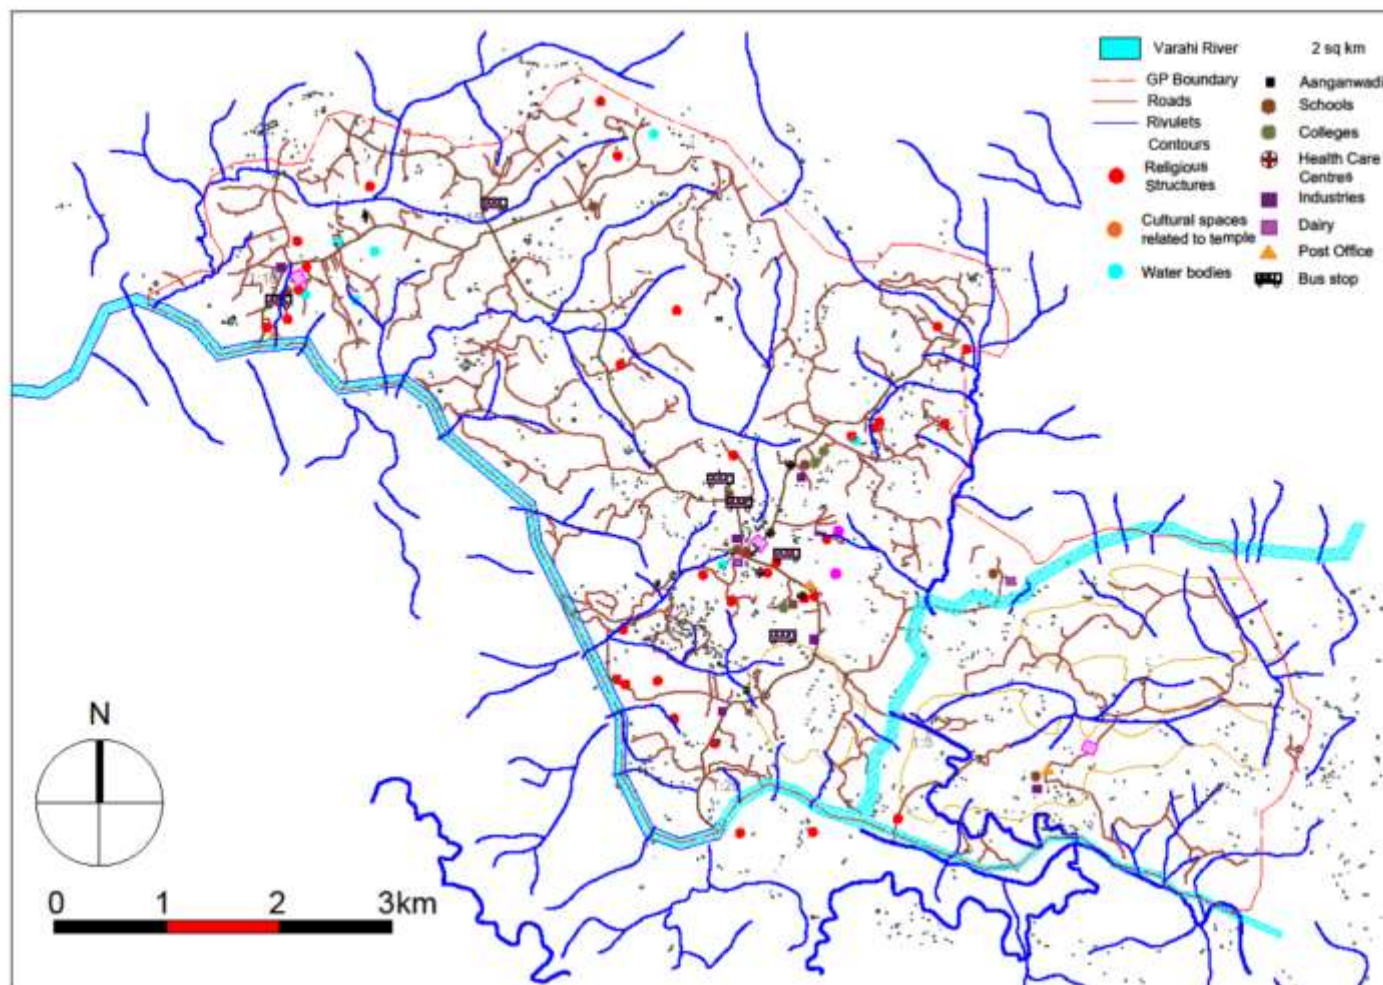 Varahi River
2 sq km
GP Boundary
Roads
Rivulets
Contours
Religious
Structures
Cultural spaces
related to temple
Water bodies
Aanganwadi
Schools
Colleges
Health Care
Centres
Industries
Dairy
Post Office
Bus stop
N
0 1 2 3km